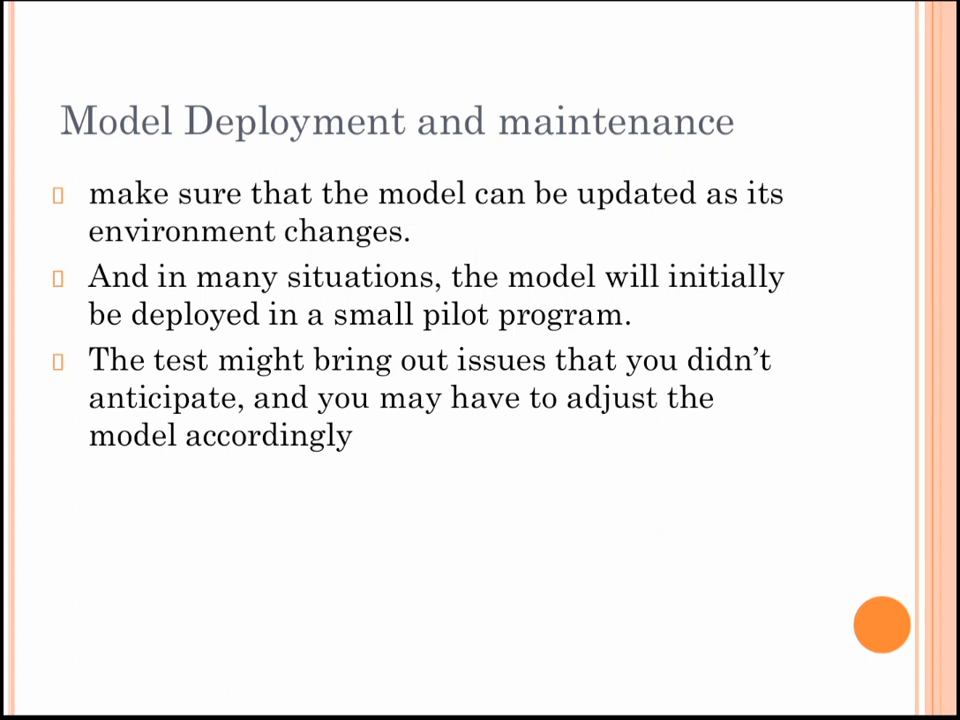 Model Deployment and maintenance
make sure that the model can be updated as its
environment changes.
And in many situations, the model will initially
be deployed in a small pilot program.
The test might bring out issues that you didn’t
anticipate, and you may have to adjust the
model accordingly